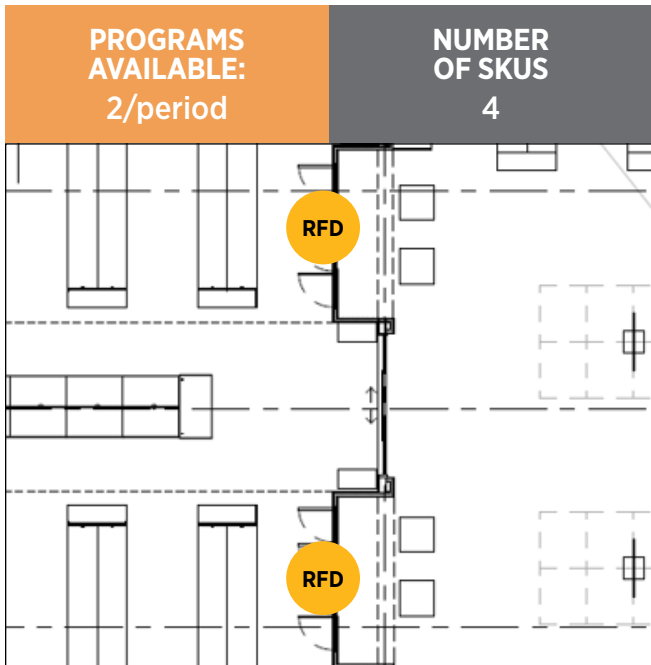 PROGRAMS
AVAILABLE:
2/period
NUMBER
OF SKUS
4
RFD
RFD